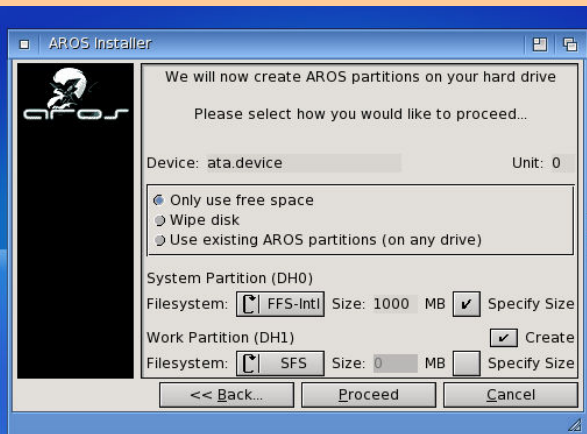 AROS Installer
aros
We will now create AROS partitions on your hard drive
Please select how you would like to proceed...
Device: ata.device Unit: 0
Only use free space
Wipe disk
Use existing AROS partitions (on any drive)
System Partition (DH0)
Filesystem: FFS-Intl Size: 1000 MB Specify Size
Work Partition (DH1) Create
Filesystem: SFS Size: 0 MB Specify Size
<< Back... Proceed Cancel